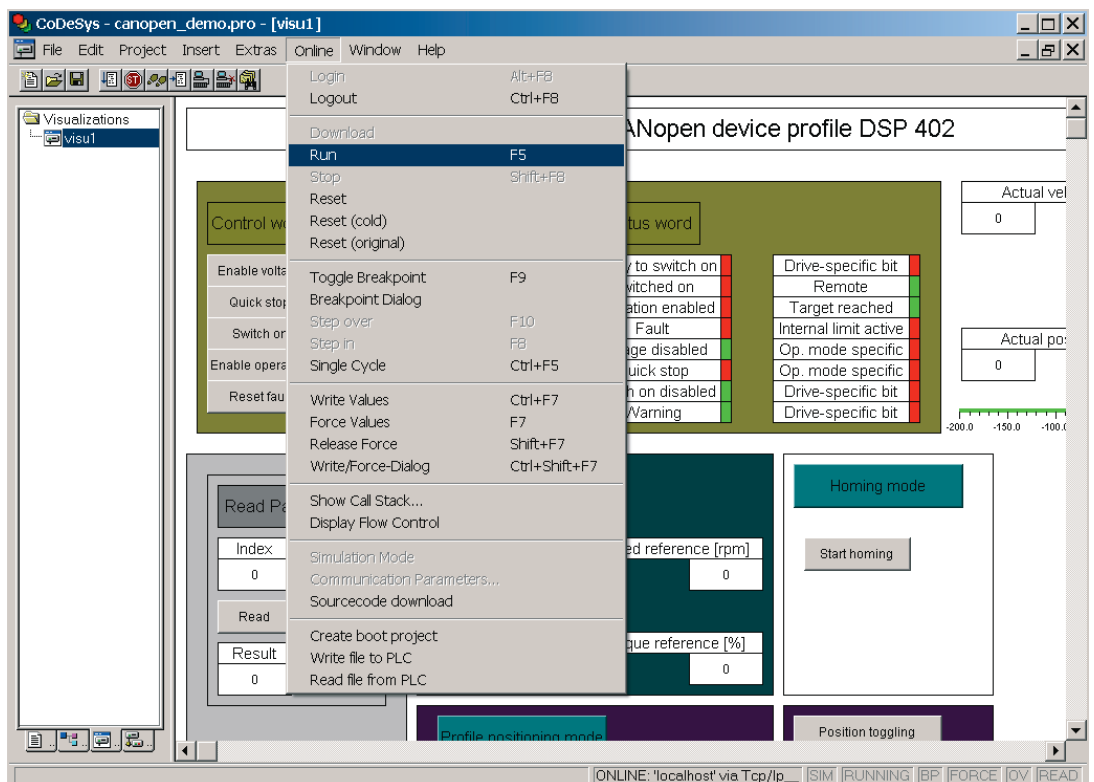 CoDeSys - canopen_demo.pro - [visu1]
File Edit Project Insert Extras Online Window Help
Login Alt+F8
Logout Ctrl+F8
Download
Run F5
Stop Shift+F8
Reset
Reset (cold)
Reset (original)
Toggle Breakpoint F9
Breakpoint Dialog
Step over F10
Step in F8
Single Cycle Ctrl+F5
Write Values Ctrl+F7
Force Values F7
Release Force Shift+F7
Write/Force-Dialog Ctrl+Shift+F7
Show Call Stack...
Display Flow Control
Simulation Mode
Communication Parameters...
Sourcecode download
Create boot project
Write file to PLC
Read file from PLC
Visualizations
visu1
ANopen device profile DSP 402
Control wo
Enable volta
Quick stop
Switch on
Enable opera
Reset fau
tus word
y to switch on
vitched on
ation enabled
Fault
age disabled
uick stop
h on disabled
Warning
Drive-specific bit
Remote
Target reached
Internal limit active
Op. mode specific
Op. mode specific
Drive-specific bit
Drive-specific bit
Actual vel
0
Actual pos
0
-200.0 -150.0 -100.0
Read Pa
Index
0
Read
Result
0
ed reference [rpm]
0
que reference [%]
0
Homing mode
Start homing
Profile positioning mode
Position toggling
ONLINE: 'localhost' via Tcp/Ip__ SIM RUNNING BP FORCE OV READ